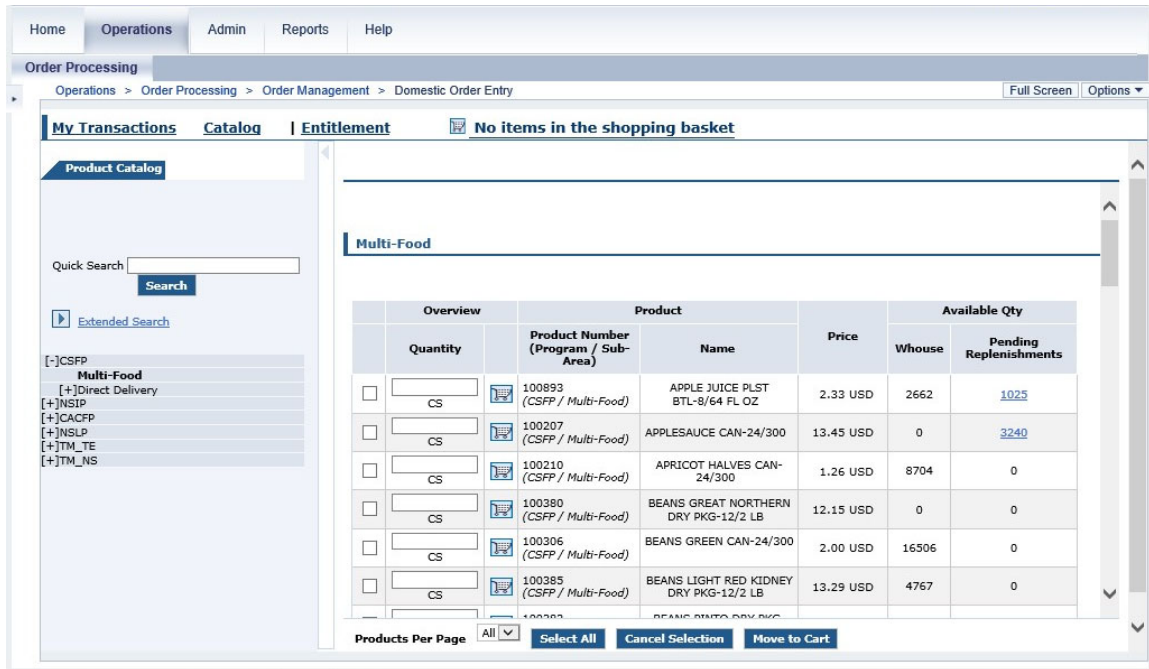 Home Operations Admin Reports Help
Order Processing
Operations > Order Processing > Order Management > Domestic Order Entry Full Screen Options
My Transactions Catalog | Entitlement No items in the shopping basket
Product Catalog
Quick Search
Search
Extended Search
[-]CSFP
Multi-Food
[+]Direct Delivery
[+]NSIP
[+]CACFP
[+]NSLP
[+]TM_TE
[+]TM_NS
Multi-Food
Overview Product Price Available Qty
Quantity Product Number (Program / Sub-Area) Name Whouse Pending Replenishments
CS 100893 (CSFP / Multi-Food) APPLE JUICE PLST BTL-8/64 FL OZ 2.33 USD 2662 1025
CS 100207 (CSFP / Multi-Food) APPLESAUCE CAN-24/300 13.45 USD 0 3240
CS 100210 (CSFP / Multi-Food) APRICOT HALVES CAN-24/300 1.26 USD 8704 0
CS 100380 (CSFP / Multi-Food) BEANS GREAT NORTHERN DRY PKG-12/2 LB 12.15 USD 0 0
CS 100306 (CSFP / Multi-Food) BEANS GREEN CAN-24/300 2.00 USD 16506 0
CS 100385 (CSFP / Multi-Food) BEANS LIGHT RED KIDNEY DRY PKG-12/2 LB 13.29 USD 4767 0
Products Per Page All Select All Cancel Selection Move to Cart